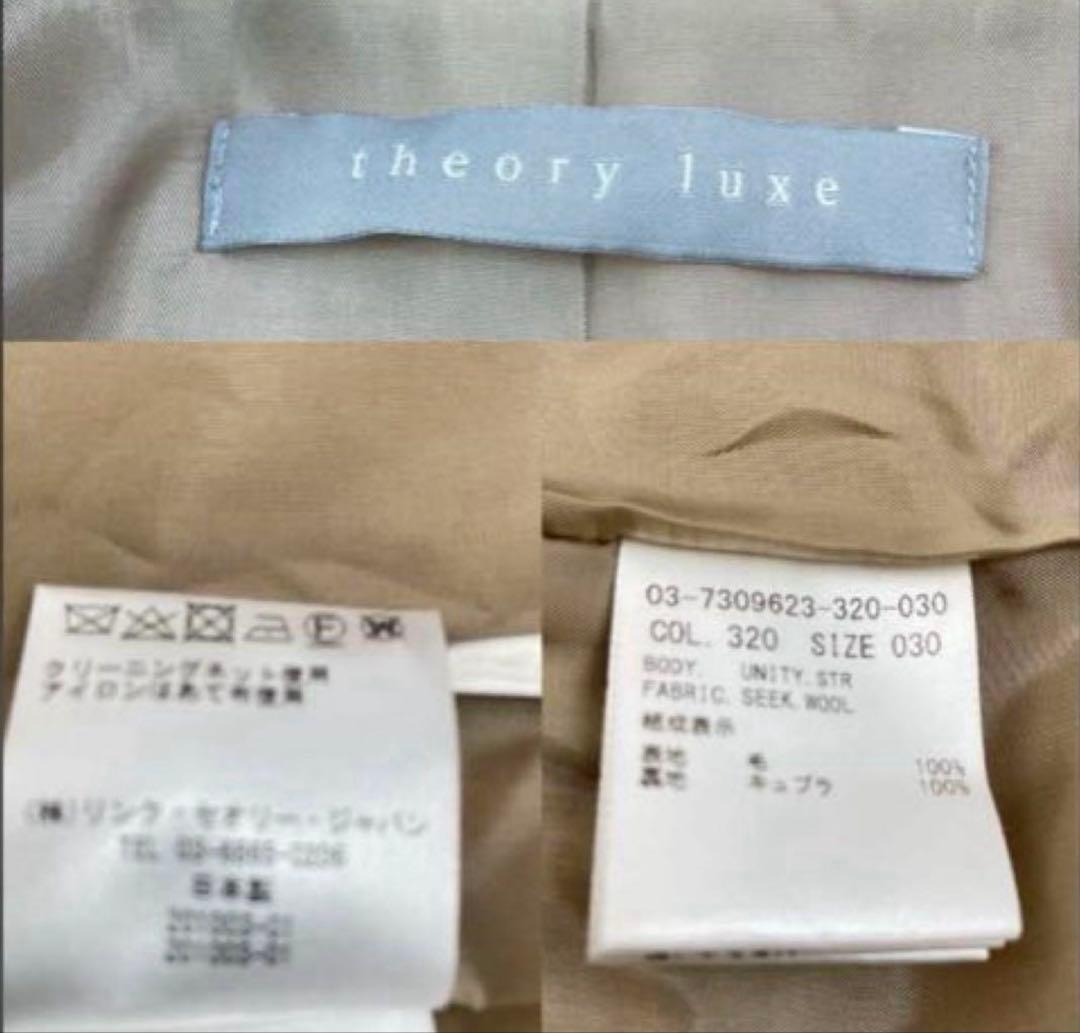 theory luxe
クリーニングネット使用
アイロンはあて布使用
(株)リンク・セオリー・ジャパン
TEL
日本製
03-7309623-320-030
COL. 320 SIZE 030
BODY. UNITY.STR
FABRIC. SEEK.WOOL
組成表示
表地 毛 100%
裏地 キュプラ 100%